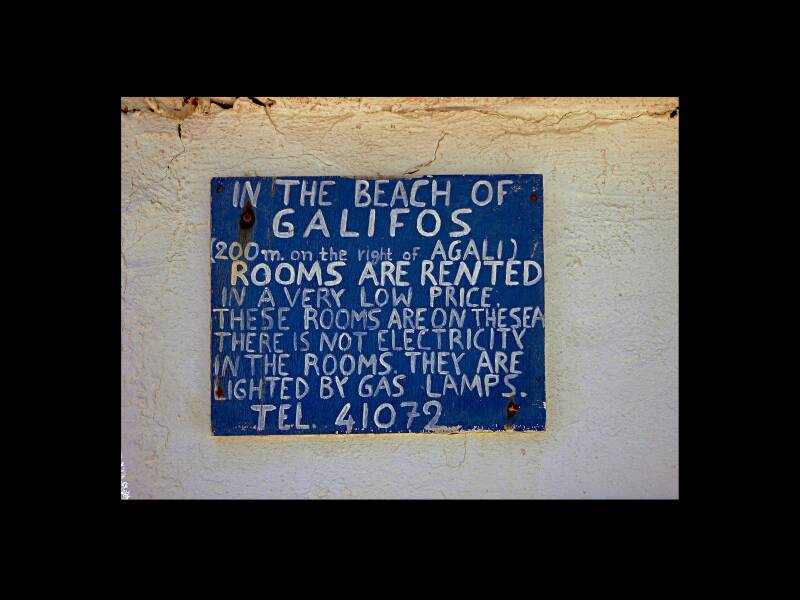 IN THE BEACH OF
GALIFOS
(200m. on the right of AGALI)
ROOMS ARE RENTED
IN A VERY LOW PRICE.
THESE ROOMS ARE ON THE SEA
THERE IS NOT ELECTRICITY
IN THE ROOMS. THEY ARE
LIGHTED BY GAS LAMPS.
TEL. 41072